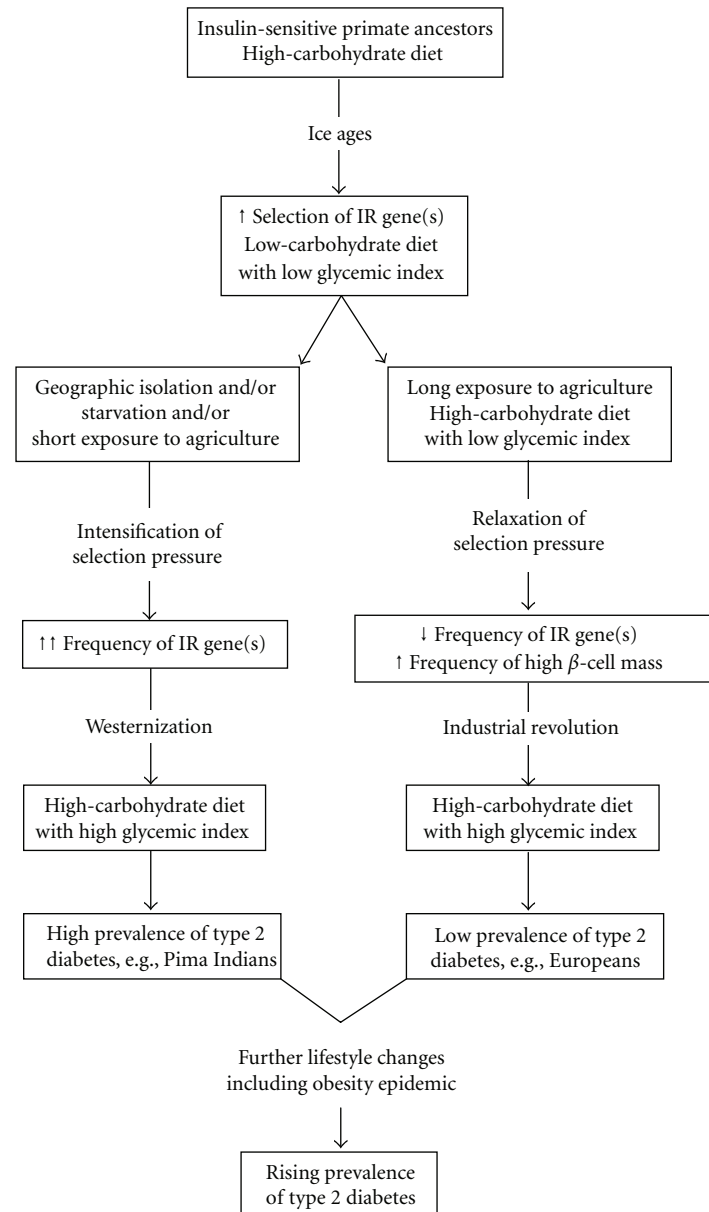 Insulin-sensitive primate ancestors
High-carbohydrate diet
Ice ages
↑ Selection of IR gene(s)
Low-carbohydrate diet
with low glycemic index
Geographic isolation and/or
starvation and/or
short exposure to agriculture
Long exposure to agriculture
High-carbohydrate diet
with low glycemic index
Intensification of
selection pressure
Relaxation of
selection pressure
↑↑ Frequency of IR gene(s)
↓ Frequency of IR gene(s)
↑ Frequency of high β-cell mass
Westernization
Industrial revolution
High-carbohydrate diet
with high glycemic index
High-carbohydrate diet
with high glycemic index
High prevalence of type 2
diabetes, e.g., Pima Indians
Low prevalence of type 2
diabetes, e.g., Europeans
Further lifestyle changes
including obesity epidemic
Rising prevalence
of type 2 diabetes